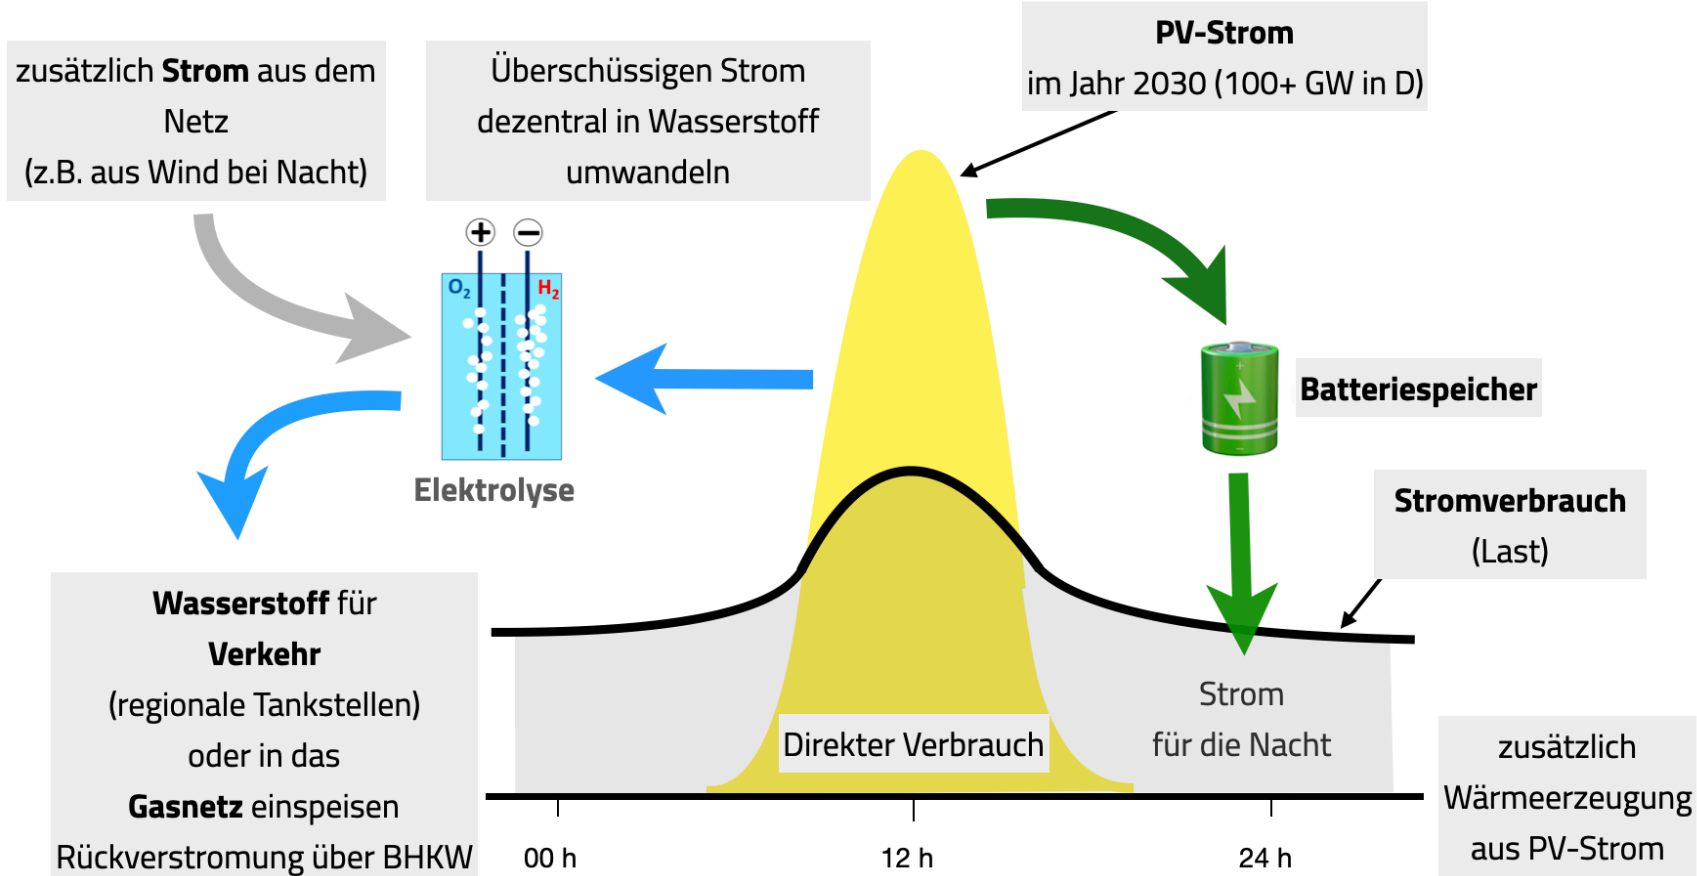 zusätzlich Strom aus dem
Netz
(z.B. aus Wind bei Nacht)
Überschüssigen Strom
dezentral in Wasserstoff
umwandeln
PV-Strom
im Jahr 2030 (100+ GW in D)
+ −
O₂ H₂
Elektrolyse
+
−
Batteriespeicher
Stromverbrauch
(Last)
Wasserstoff für
Verkehr
(regionale Tankstellen)
oder in das
Gasnetz einspeisen
Rückverstromung über BHKW
Direkter Verbrauch
Strom
für die Nacht
zusätzlich
Wärmeerzeugung
aus PV-Strom
00 h 12 h 24 h